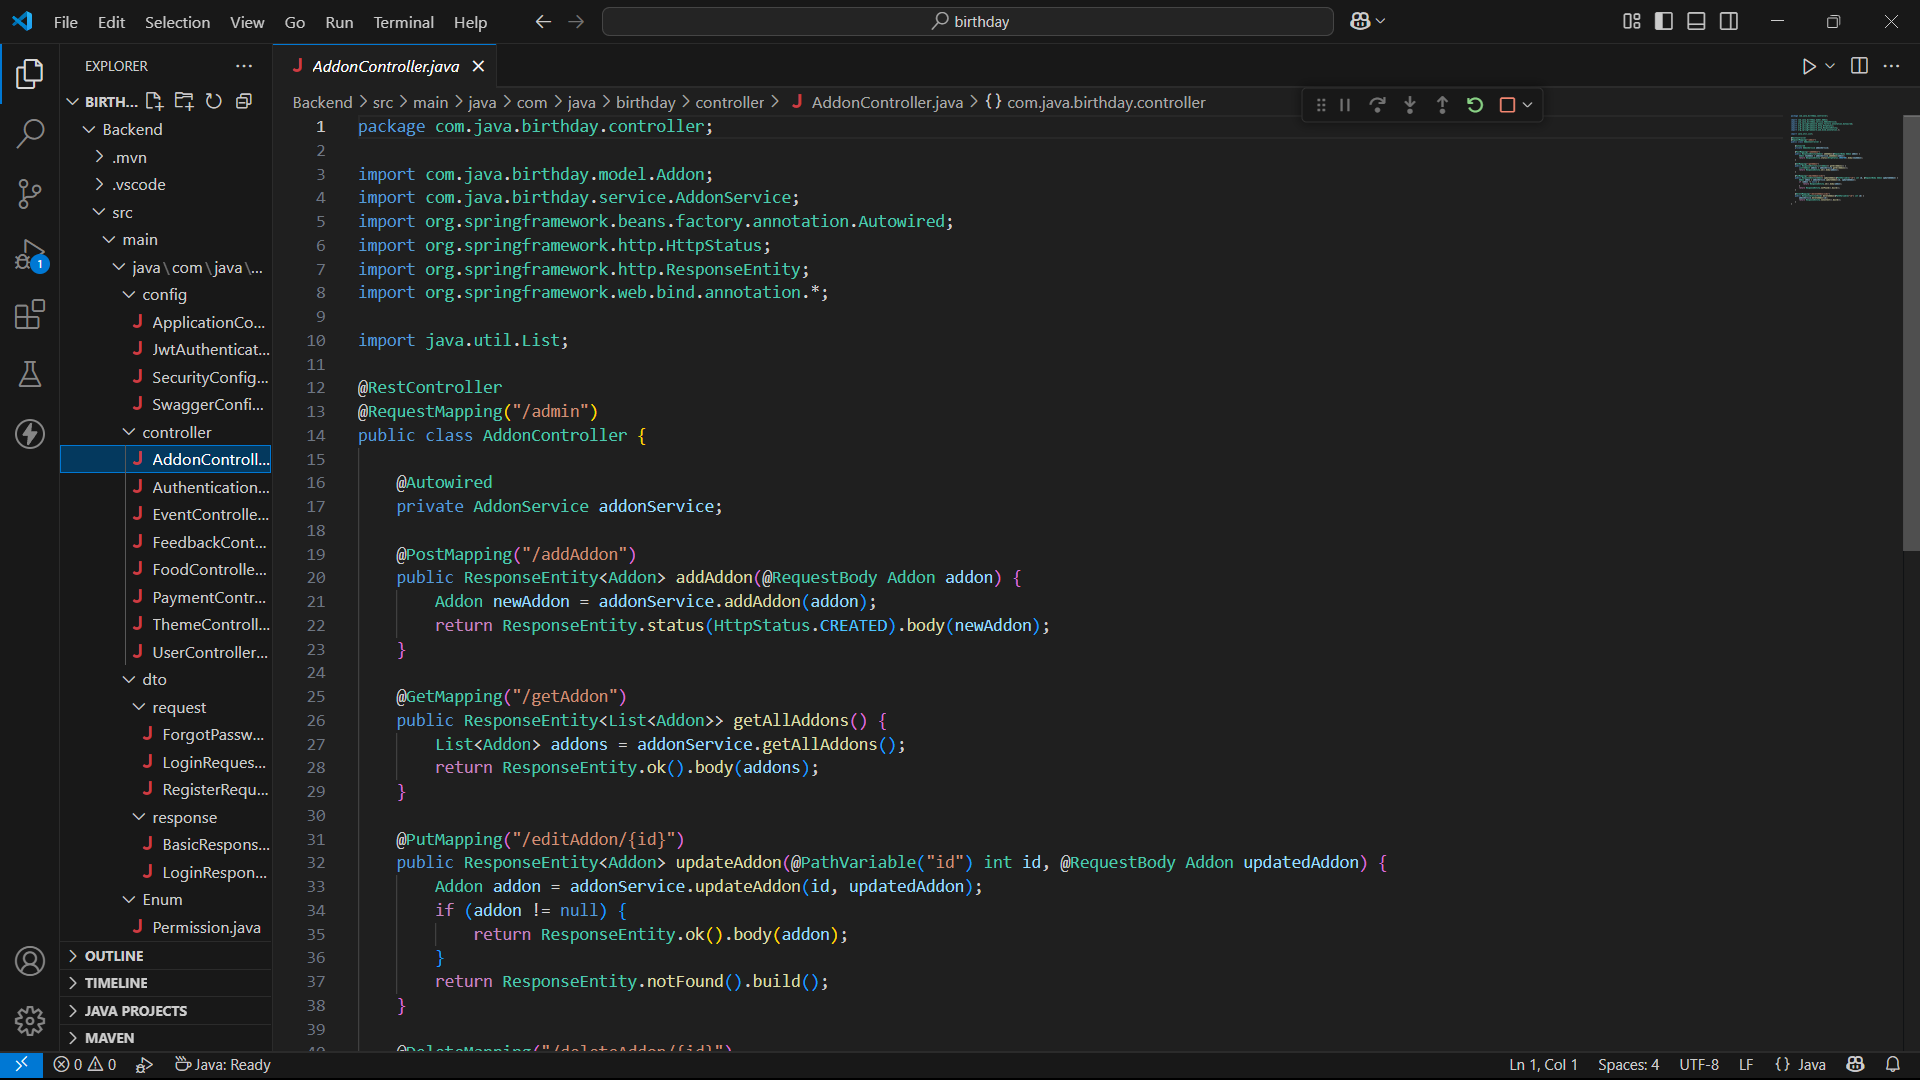 File Edit Selection View Go Run Terminal Help
birthday
EXPLORER
BIRTH...
Backend
.mvn
.vscode
src
main
java\com\java\...
config
ApplicationCo...
JwtAuthenticat...
SecurityConfig...
SwaggerConfi...
controller
AddonControll...
Authentication...
EventControlle...
FeedbackCont...
FoodControlle...
PaymentContr...
ThemeControll...
UserController...
dto
request
ForgotPassw...
LoginReques...
RegisterRequ...
response
BasicRespons...
LoginRespon...
Enum
Permission.java
OUTLINE
TIMELINE
JAVA PROJECTS
MAVEN
1
J AddonController.java
Backend > src > main > java > com > java > birthday > controller > J AddonController.java > {} com.java.birthday.controller
1 package com.java.birthday.controller;
2
3 import com.java.birthday.model.Addon;
4 import com.java.birthday.service.AddonService;
5 import org.springframework.beans.factory.annotation.Autowired;
6 import org.springframework.http.HttpStatus;
7 import org.springframework.http.ResponseEntity;
8 import org.springframework.web.bind.annotation.*;
9
10 import java.util.List;
11
12 @RestController
13 @RequestMapping("/admin")
14 public class AddonController {
15
16 @Autowired
17 private AddonService addonService;
18
19 @PostMapping("/addAddon")
20 public ResponseEntity<Addon> addAddon(@RequestBody Addon addon) {
21 Addon newAddon = addonService.addAddon(addon);
22 return ResponseEntity.status(HttpStatus.CREATED).body(newAddon);
23 }
24
25 @GetMapping("/getAddon")
26 public ResponseEntity<List<Addon>> getAllAddons() {
27 List<Addon> addons = addonService.getAllAddons();
28 return ResponseEntity.ok().body(addons);
29 }
30
31 @PutMapping("/editAddon/{id}")
32 public ResponseEntity<Addon> updateAddon(@PathVariable("id") int id, @RequestBody Addon updatedAddon) {
33 Addon addon = addonService.updateAddon(id, updatedAddon);
34 if (addon != null) {
35 return ResponseEntity.ok().body(addon);
36 }
37 return ResponseEntity.notFound().build();
38 }
39
40 @DeleteMapping("/deleteAddon/{id}")
0 0 Java: Ready
Ln 1, Col 1 Spaces: 4 UTF-8 LF {} Java